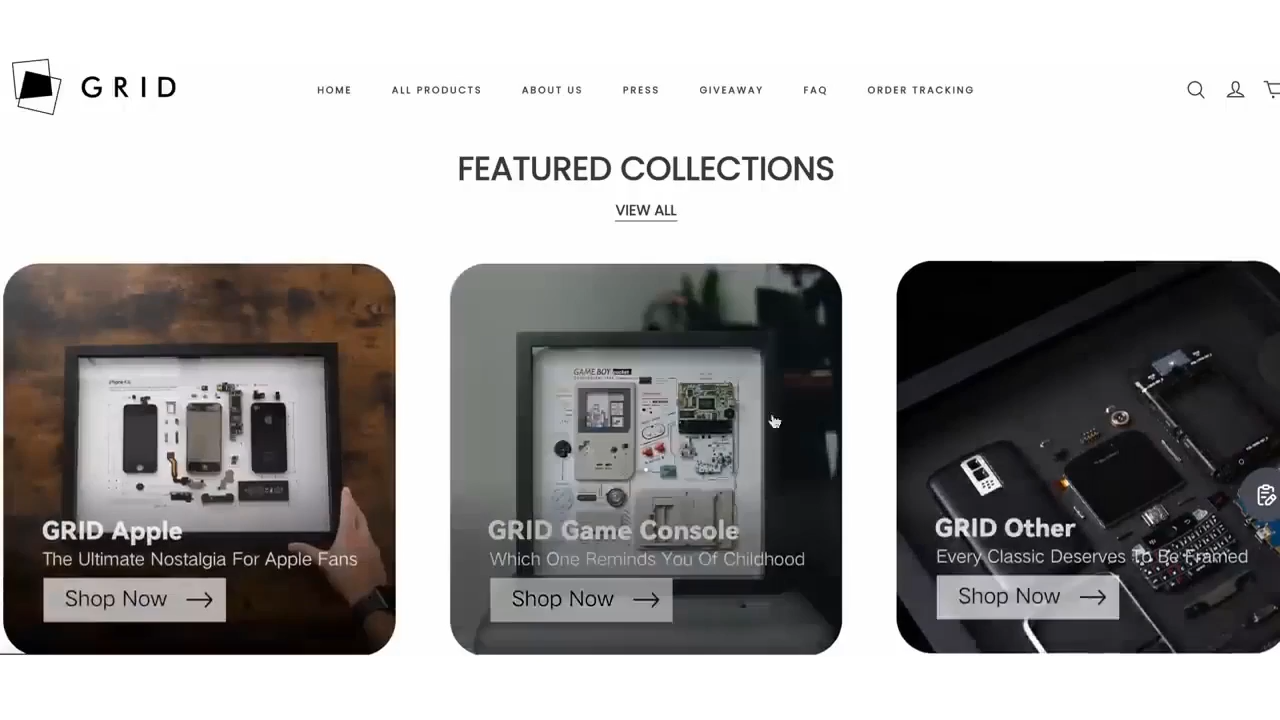 GRID
HOME
ALL PRODUCTS
ABOUT US
PRESS
GIVEAWAY
FAQ
ORDER TRACKING
FEATURED COLLECTIONS
VIEW ALL
GAME BOY pocket
GRID Apple
The Ultimate Nostalgia For Apple Fans
Shop Now
GRID Game Console
Which One Reminds You Of Childhood
Shop Now
GRID Other
Every Classic Deserves To Be Framed
Shop Now